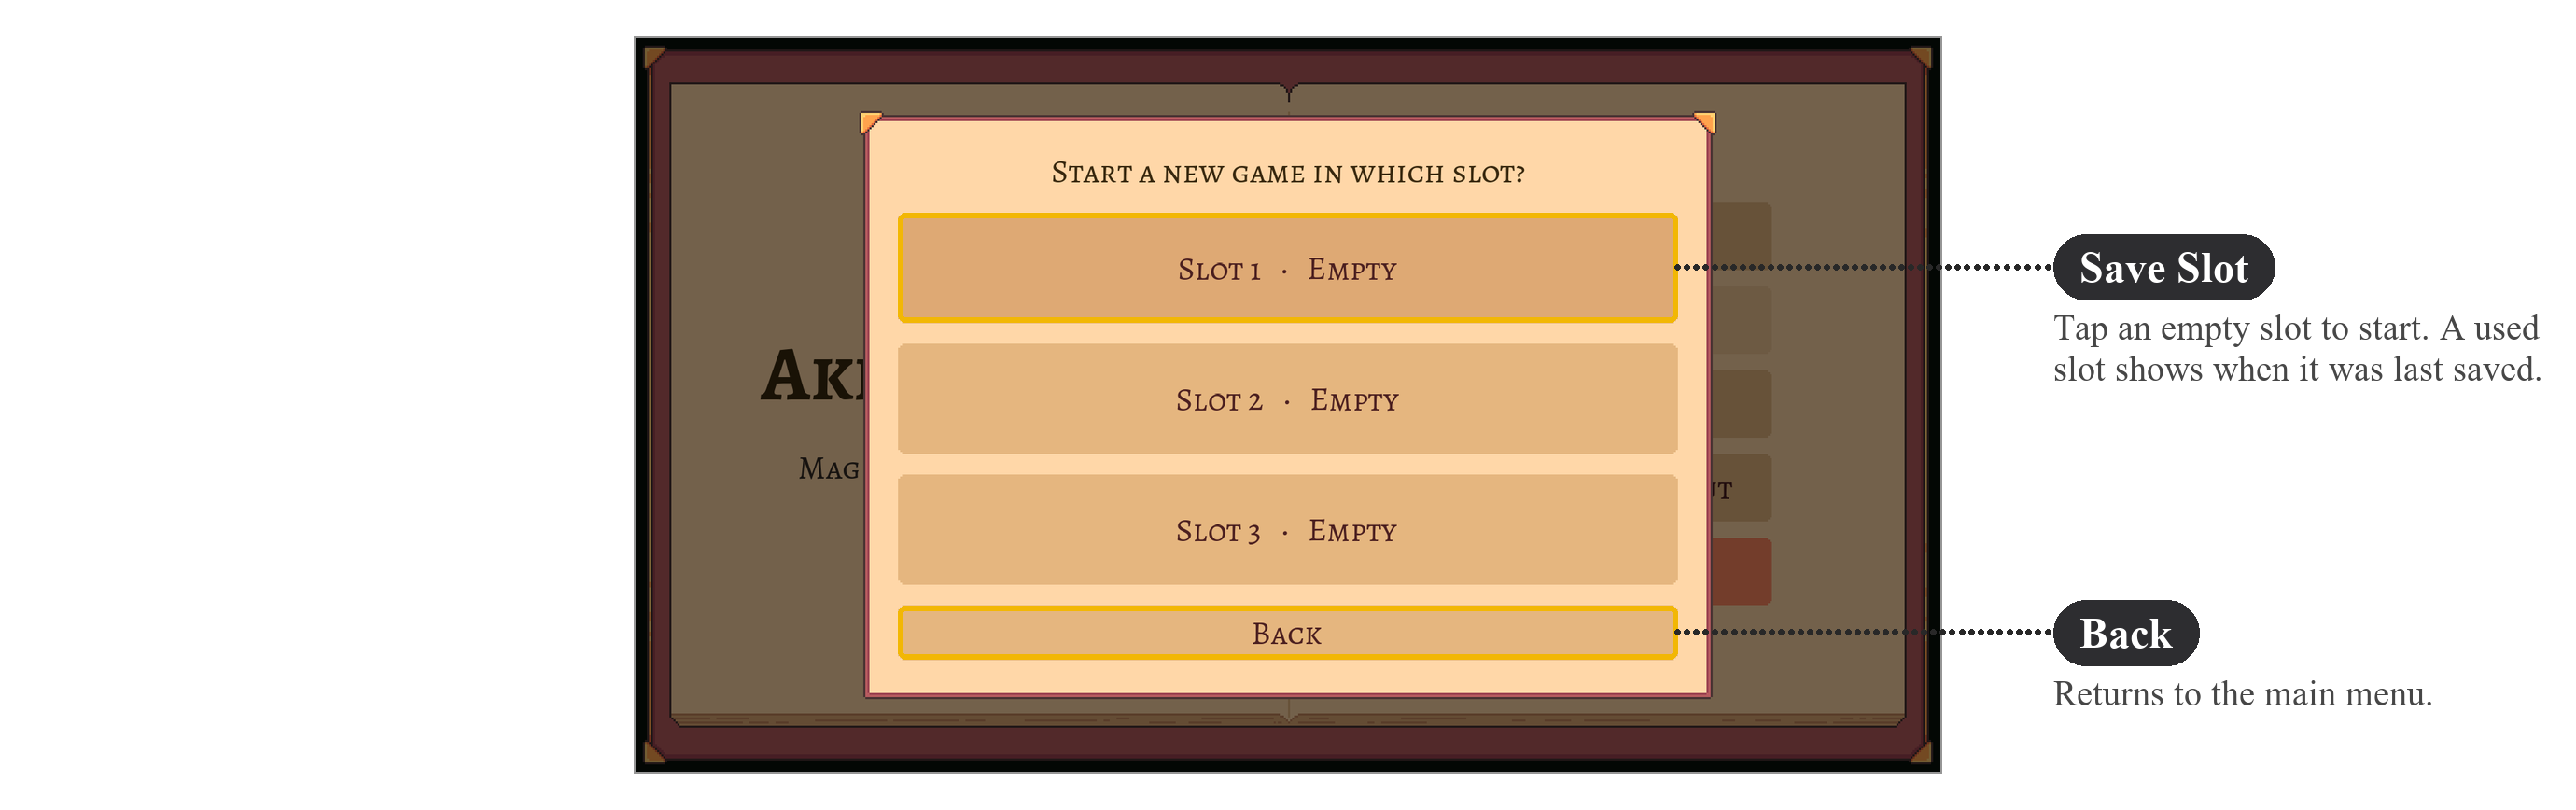 Start a new game in which slot?
Slot 1 · Empty
Save Slot
Tap an empty slot to start. A used
slot shows when it was last saved.
Slot 2 · Empty
Slot 3 · Empty
Back
Back
Returns to the main menu.